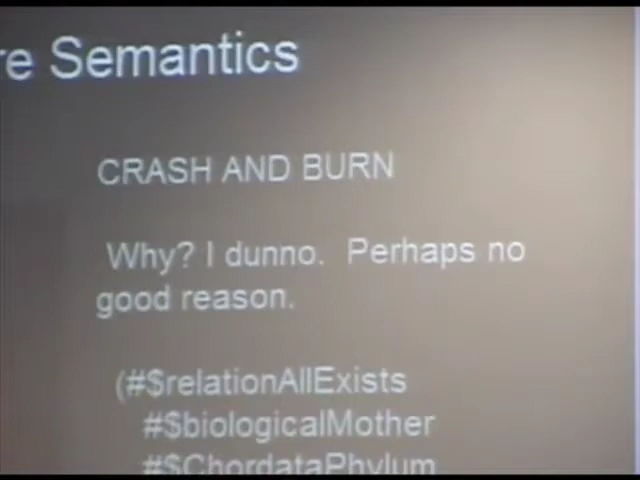 re Semantics
CRASH AND BURN
Why? I dunno. Perhaps no
good reason.
(#$relationAllExists
#$biologicalMother
#$ChordataPhylum